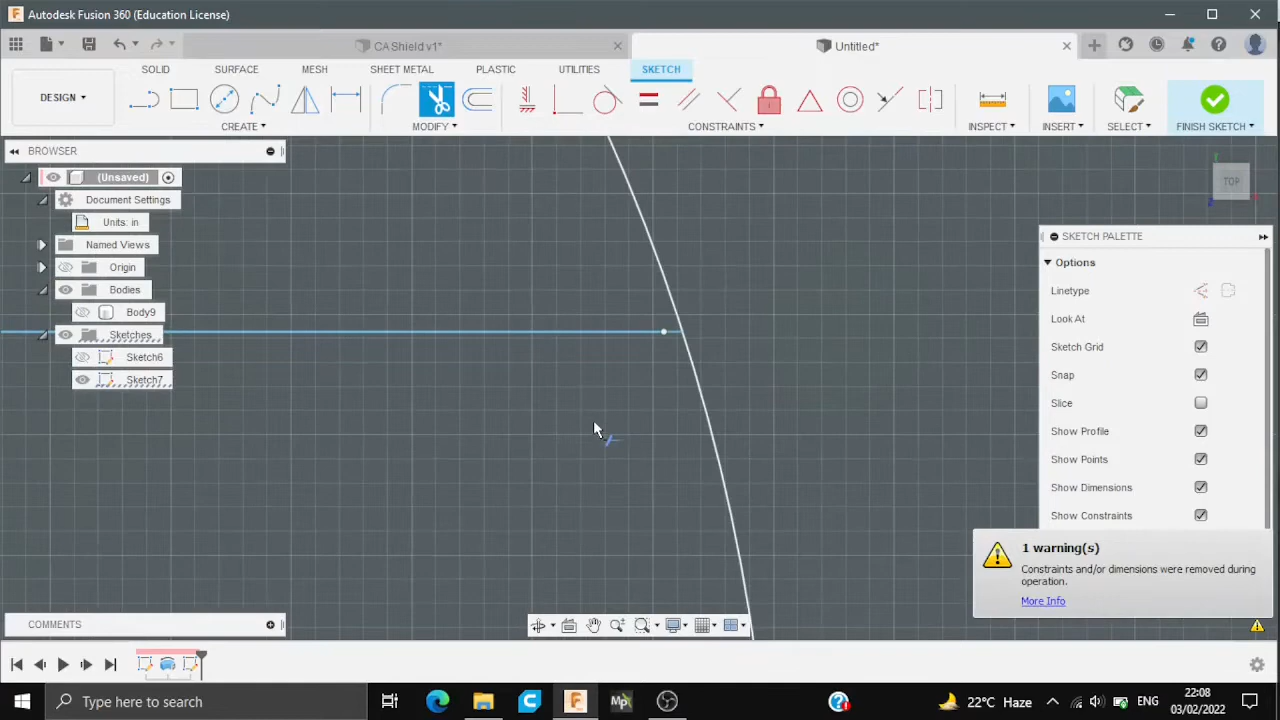 Autodesk Fusion 360 (Education License)
CA Shield v1*
Untitled*
DESIGN
SOLID
SURFACE
MESH
SHEET METAL
PLASTIC
UTILITIES
SKETCH
CREATE
MODIFY
CONSTRAINTS
INSPECT
INSERT
SELECT
FINISH SKETCH
BROWSER
(Unsaved)
Document Settings
Units: in
Named Views
Origin
Bodies
Body9
Sketches
Sketch6
Sketch7
TOP
SKETCH PALETTE
Options
Linetype
Look At
Sketch Grid
Snap
Slice
Show Profile
Show Points
Show Dimensions
Show Constraints
1 warning(s)
Constraints and/or dimensions were removed during
operation.
More Info
COMMENTS
Type here to search
22°C Haze
ENG
22:08
03/02/2022